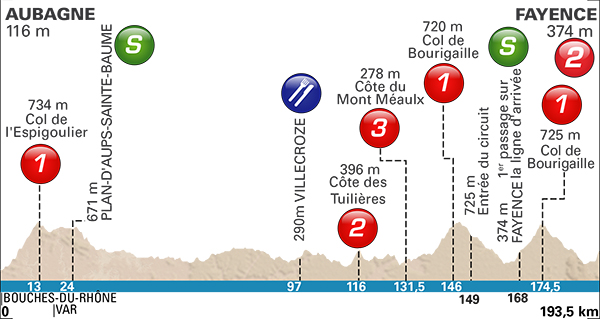 AUBAGNE
116 m
734 m
Col de
l'Espigoulier
1
671 m
PLAN-D'AUPS-SAINTE-BAUME
S
290m VILLECROZE
396 m
Côte des
Tuilières
2
278 m
Côte du
Mont Méaulx
3
720 m
Col de
Bourigaille
1
725 m
Entrée du circuit
S
374 m
1er passage sur
FAYENCE la ligne d'arrivée
FAYENCE
374 m
2
1
725 m
Col de
Bourigaille
13
24
97
116
131,5
146
149
168
174,5
BOUCHES-DU-RHÔNE
VAR
0
193,5 km